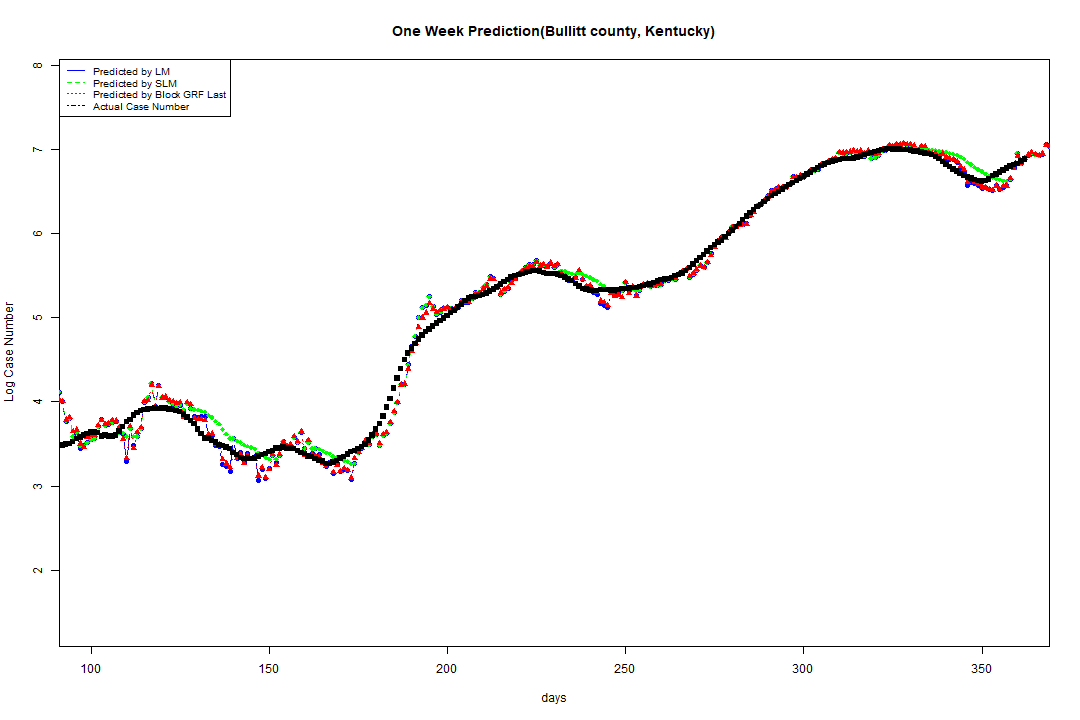 One Week Prediction(Bullitt county, Kentucky)
Predicted by LM
Predicted by SLM
Predicted by Block GRF Last
Actual Case Number
8
7
6
5
4
3
2
Log Case Number
100 150 200 250 300 350
days